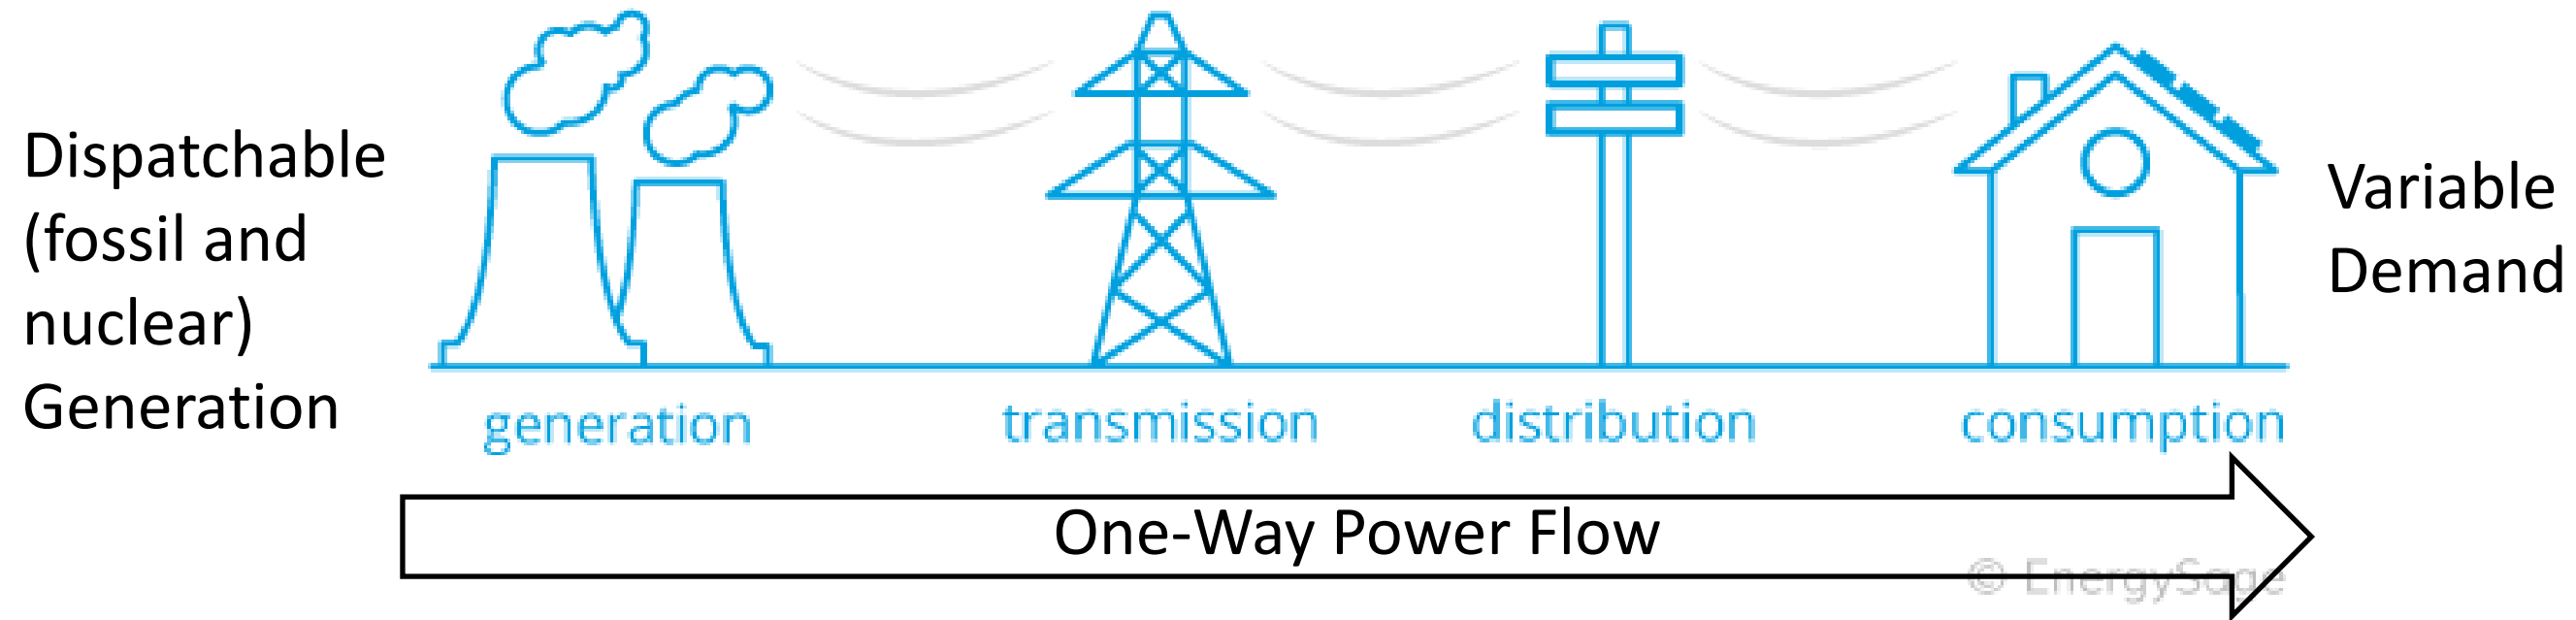 Dispatchable
(fossil and
nuclear)
Generation
generation
transmission
distribution
consumption
Variable
Demand
One-Way Power Flow
© EnergySage